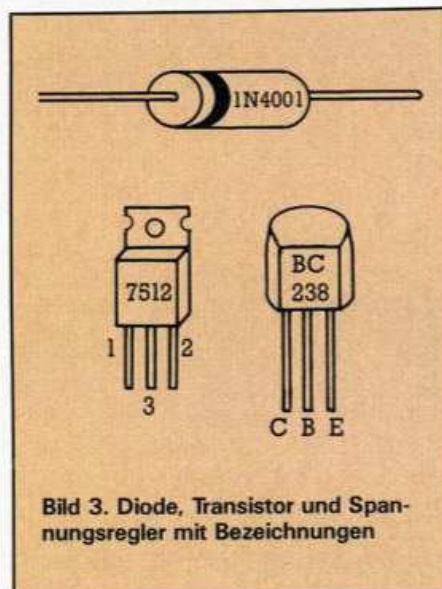 1N4001
7512
1 2
3
BC
238
C B E
Bild 3. Diode, Transistor und Span-
nungsregler mit Bezeichnungen